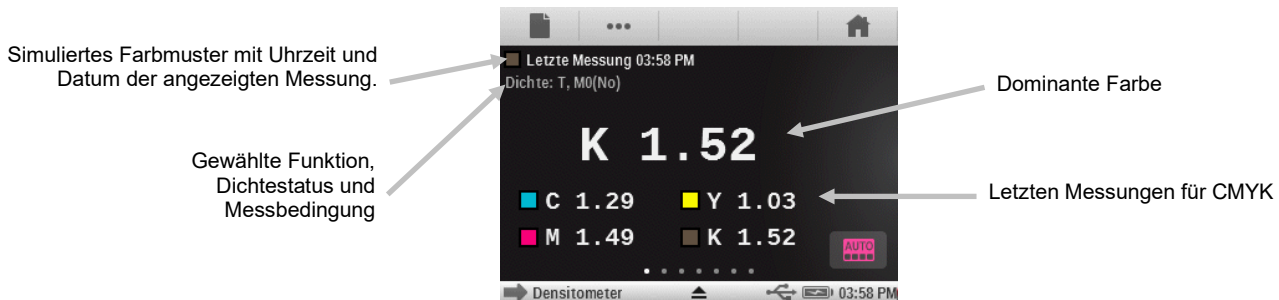 Simuliertes Farbmuster mit Uhrzeit und
Datum der angezeigten Messung.
Gewählte Funktion,
Dichtestatus und
Messbedingung
Letzte Messung 03:58 PM
Dichte: T, M0(No)
K 1.52
C 1.29
Y 1.03
M 1.49
K 1.52
AUTO
Densitometer
03:58 PM
Dominante Farbe
Letzten Messungen für CMYK